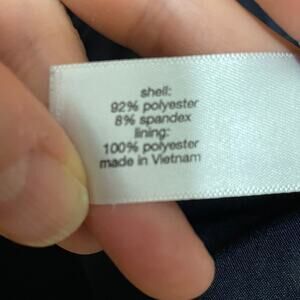 shell:
92% polyester
8% spandex
lining:
100% polyester
made in Vietnam